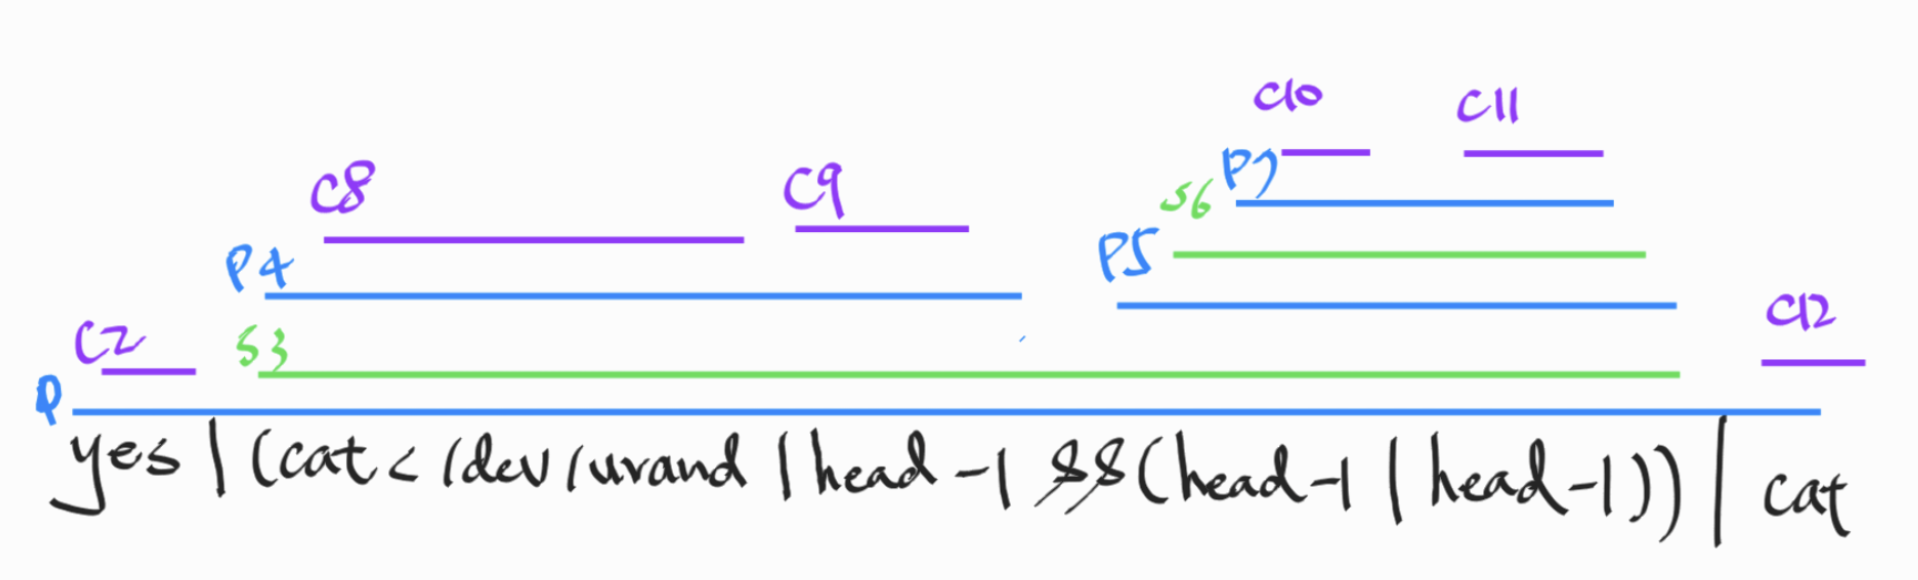 C10 C11
C8 C9 S6 P7
P4 P5
C2 S3 C12
P
yes | (cat < /dev/urand | head -1 && (head-1 | head-1)) | cat